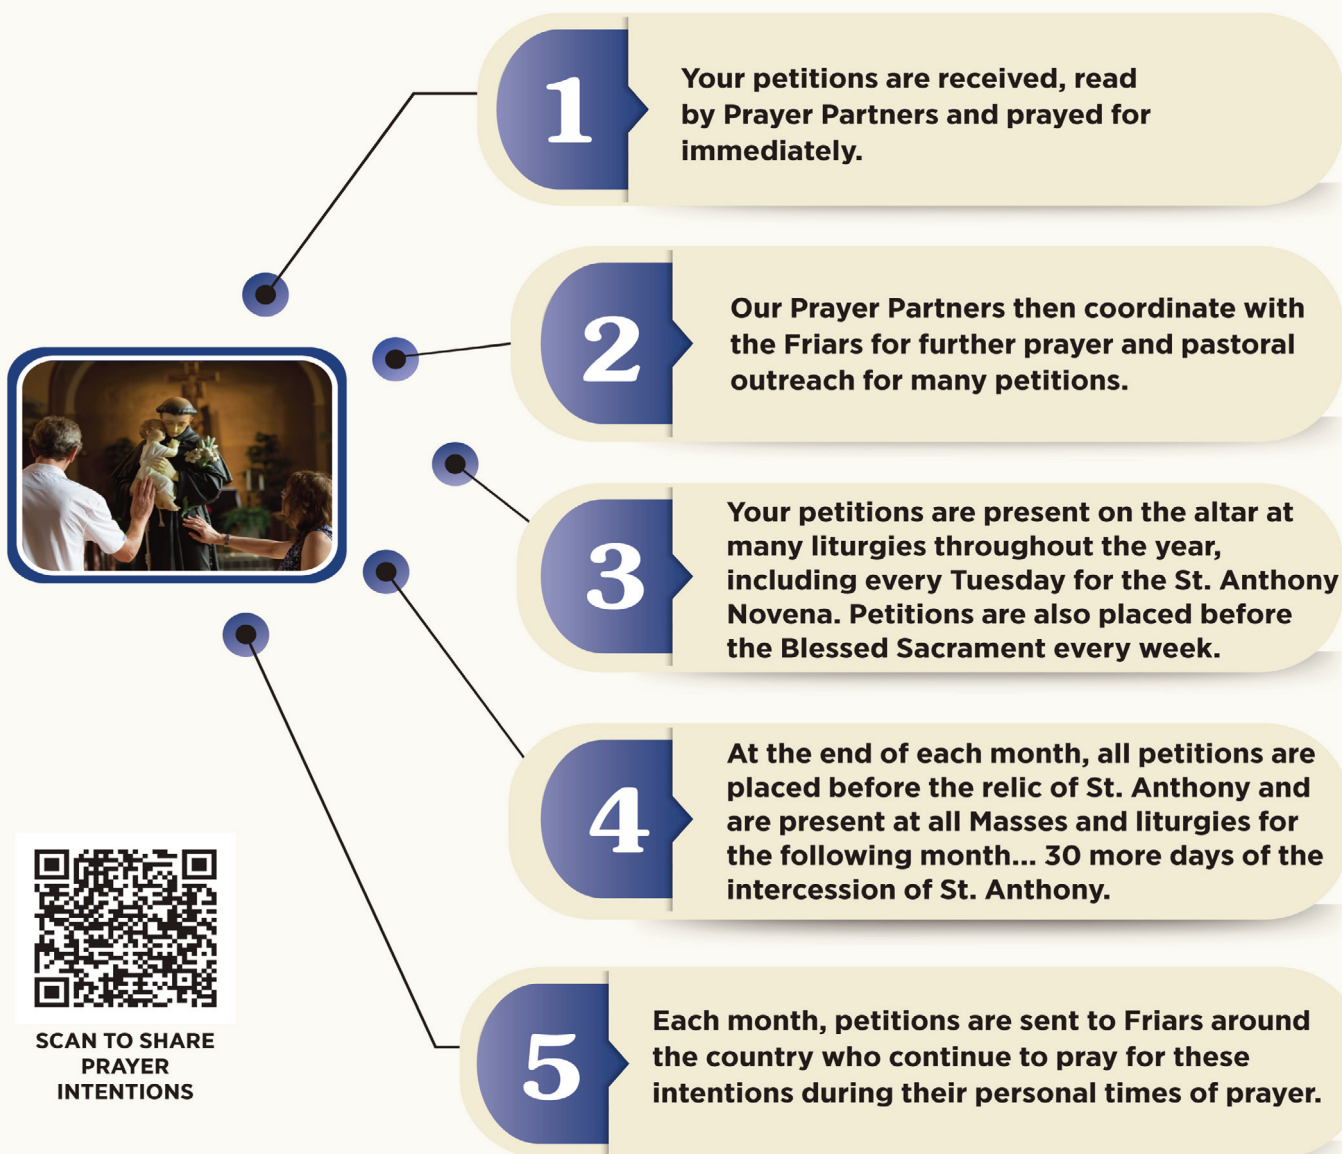 1
Your petitions are received, read
by Prayer Partners and prayed for
immediately.
2
Our Prayer Partners then coordinate with
the Friars for further prayer and pastoral
outreach for many petitions.
3
Your petitions are present on the altar at
many liturgies throughout the year,
including every Tuesday for the St. Anthony
Novena. Petitions are also placed before
the Blessed Sacrament every week.
4
At the end of each month, all petitions are
placed before the relic of St. Anthony and
are present at all Masses and liturgies for
the following month... 30 more days of the
intercession of St. Anthony.
5
Each month, petitions are sent to Friars around
the country who continue to pray for these
intentions during their personal times of prayer.
SCAN TO SHARE
PRAYER
INTENTIONS